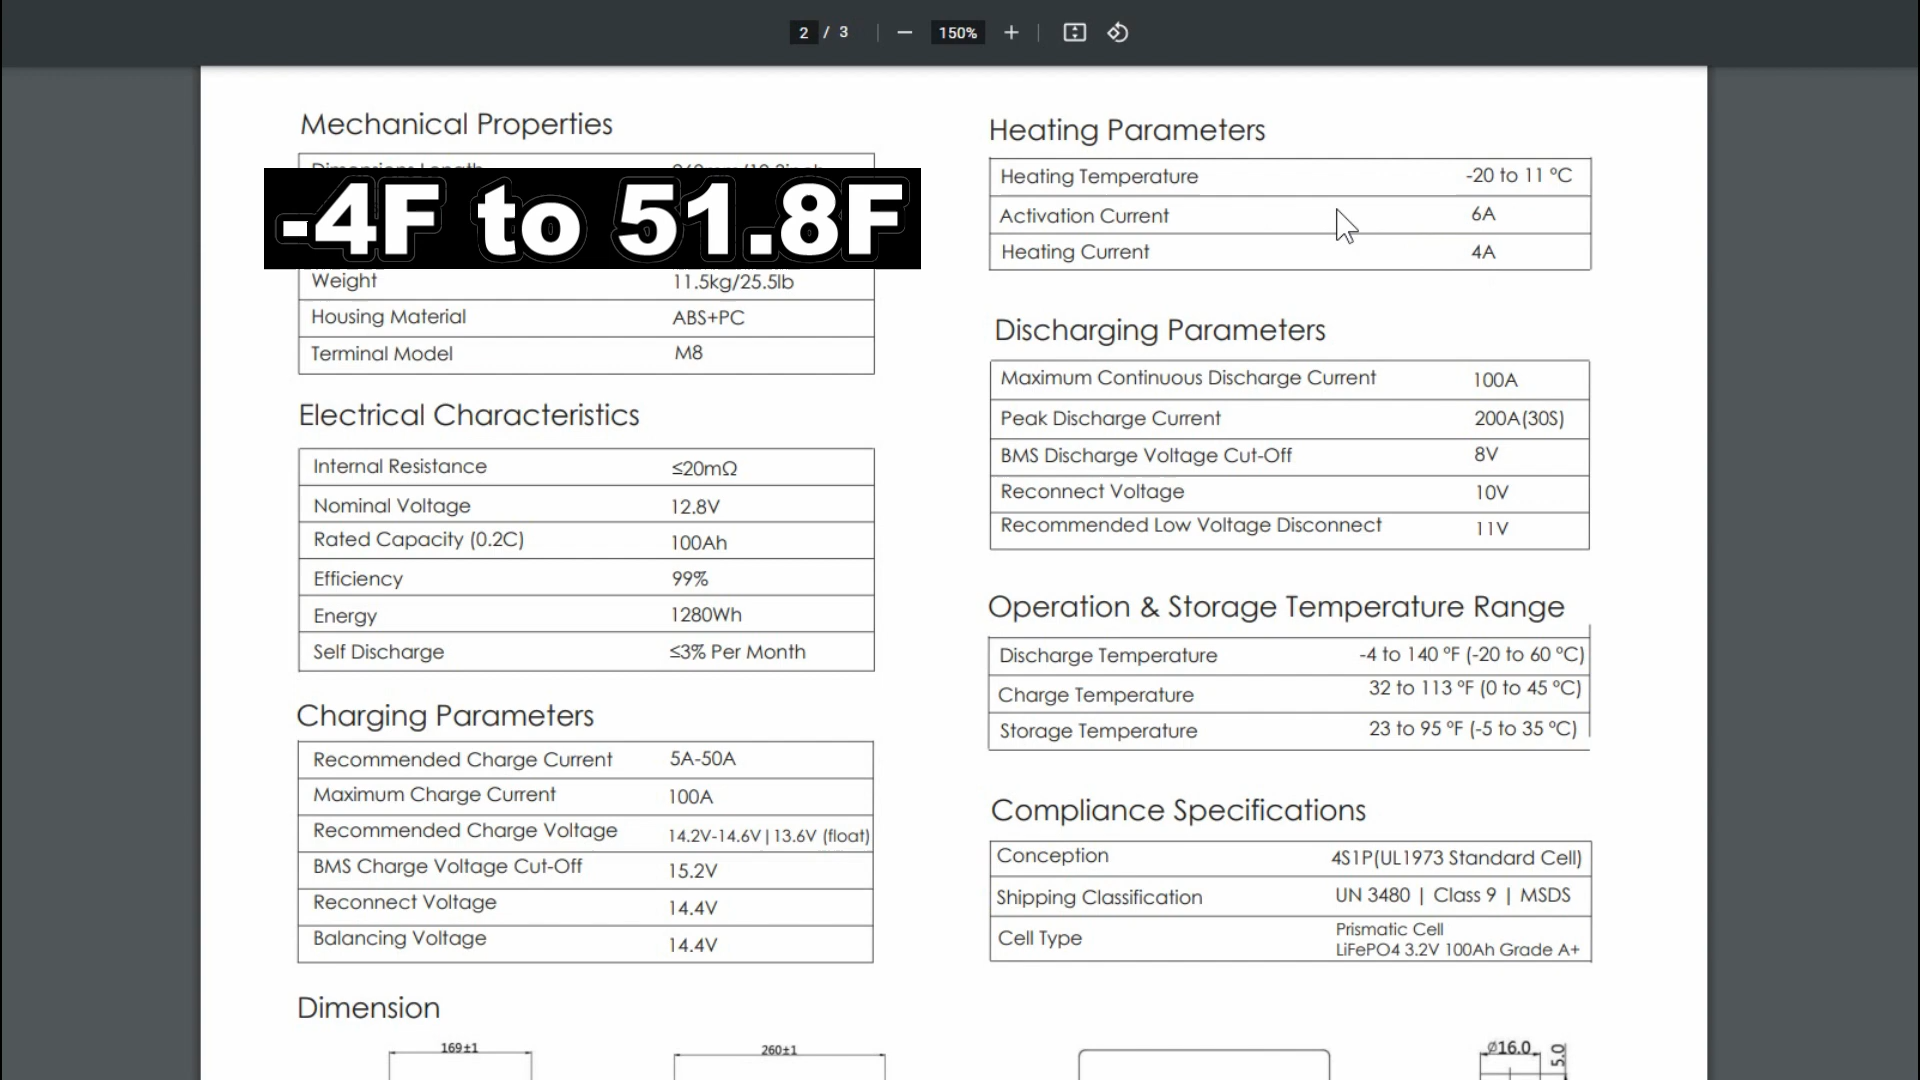 2 / 3
150%
Mechanical Properties
-4F to 51.8F
Weight 11.5kg/25.5lb
Housing Material ABS+PC
Terminal Model M8
Electrical Characteristics
Internal Resistance ≤20mΩ
Nominal Voltage 12.8V
Rated Capacity (0.2C) 100Ah
Efficiency 99%
Energy 1280Wh
Self Discharge ≤3% Per Month
Charging Parameters
Recommended Charge Current 5A-50A
Maximum Charge Current 100A
Recommended Charge Voltage 14.2V-14.6V|13.6V (float)
BMS Charge Voltage Cut-Off 15.2V
Reconnect Voltage 14.4V
Balancing Voltage 14.4V
Dimension
169±1
260±1
Heating Parameters
Heating Temperature -20 to 11 ºC
Activation Current 6A
Heating Current 4A
Discharging Parameters
Maximum Continuous Discharge Current 100A
Peak Discharge Current 200A(30S)
BMS Discharge Voltage Cut-Off 8V
Reconnect Voltage 10V
Recommended Low Voltage Disconnect 11V
Operation & Storage Temperature Range
Discharge Temperature -4 to 140 ºF (-20 to 60 ºC)
Charge Temperature 32 to 113 ºF (0 to 45 ºC)
Storage Temperature 23 to 95 ºF (-5 to 35 ºC)
Compliance Specifications
Conception 4S1P(UL1973 Standard Cell)
Shipping Classification UN 3480 | Class 9 | MSDS
Cell Type Prismatic Cell
LiFePO4 3.2V 100Ah Grade A+
Ø16.0
5.0